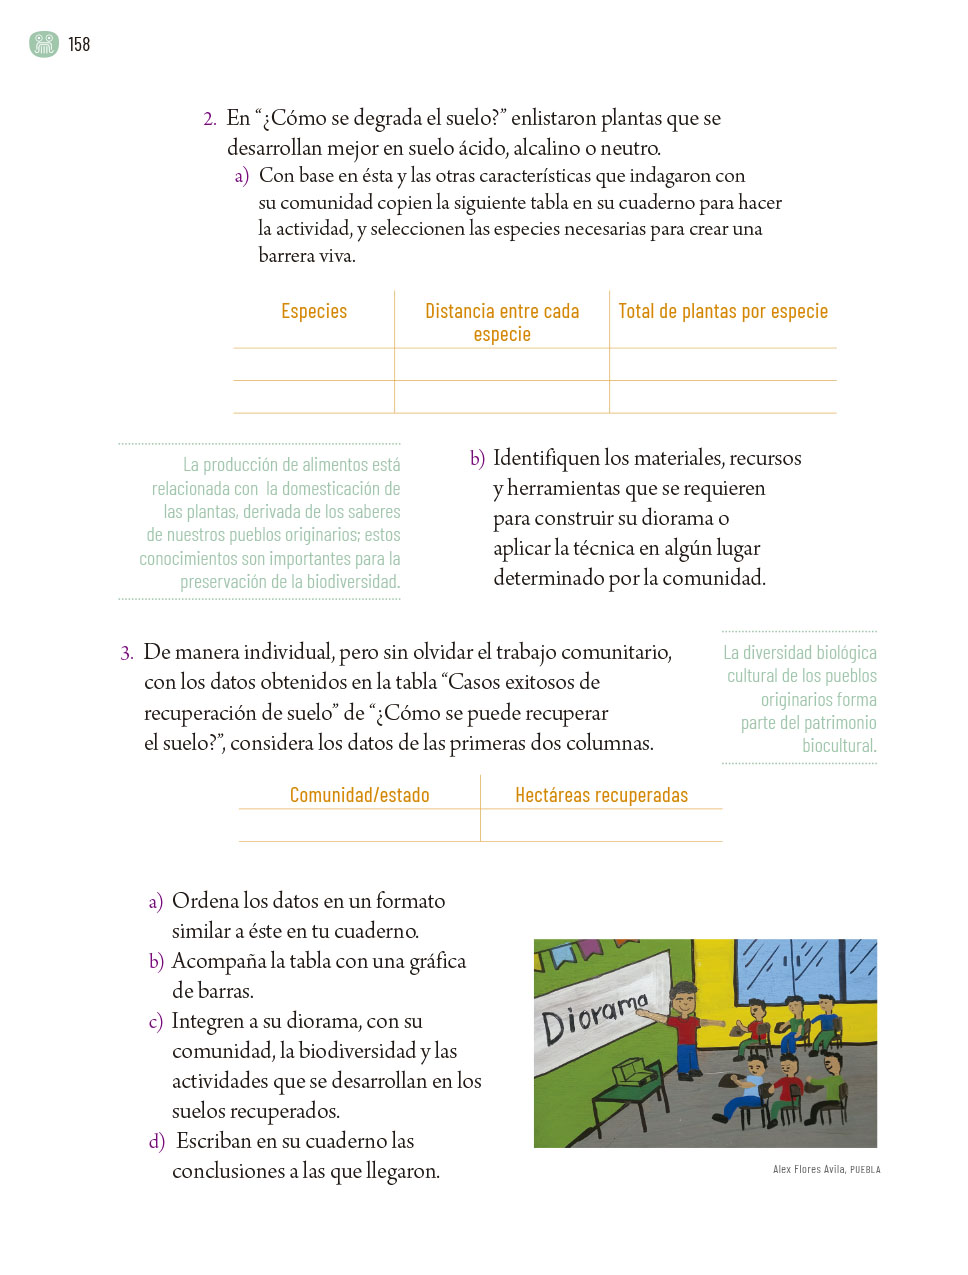 158
2. En “¿Cómo se degrada el suelo?” enlistaron plantas que se
desarrollan mejor en suelo ácido, alcalino o neutro.
a) Con base en ésta y las otras características que indagaron con
su comunidad copien la siguiente tabla en su cuaderno para hacer
la actividad, y seleccionen las especies necesarias para crear una
barrera viva.
Especies
Distancia entre cada
especie
Total de plantas por especie
La producción de alimentos está
relacionada con la domesticación de
las plantas, derivada de los saberes
de nuestros pueblos originarios; estos
conocimientos son importantes para la
preservación de la biodiversidad.
b) Identifiquen los materiales, recursos
y herramientas que se requieren
para construir su diorama o
aplicar la técnica en algún lugar
determinado por la comunidad.
3. De manera individual, pero sin olvidar el trabajo comunitario,
con los datos obtenidos en la tabla “Casos exitosos de
recuperación de suelo” de “¿Cómo se puede recuperar
el suelo?”, considera los datos de las primeras dos columnas.
La diversidad biológica
cultural de los pueblos
originarios forma
parte del patrimonio
biocultural.
Comunidad/estado
Hectáreas recuperadas
a) Ordena los datos en un formato
similar a éste en tu cuaderno.
b) Acompaña la tabla con una gráfica
de barras.
c) Integren a su diorama, con su
comunidad, la biodiversidad y las
actividades que se desarrollan en los
suelos recuperados.
d) Escriban en su cuaderno las
conclusiones a las que llegaron.
Diorama
Alex Flores Avila, PUEBLA